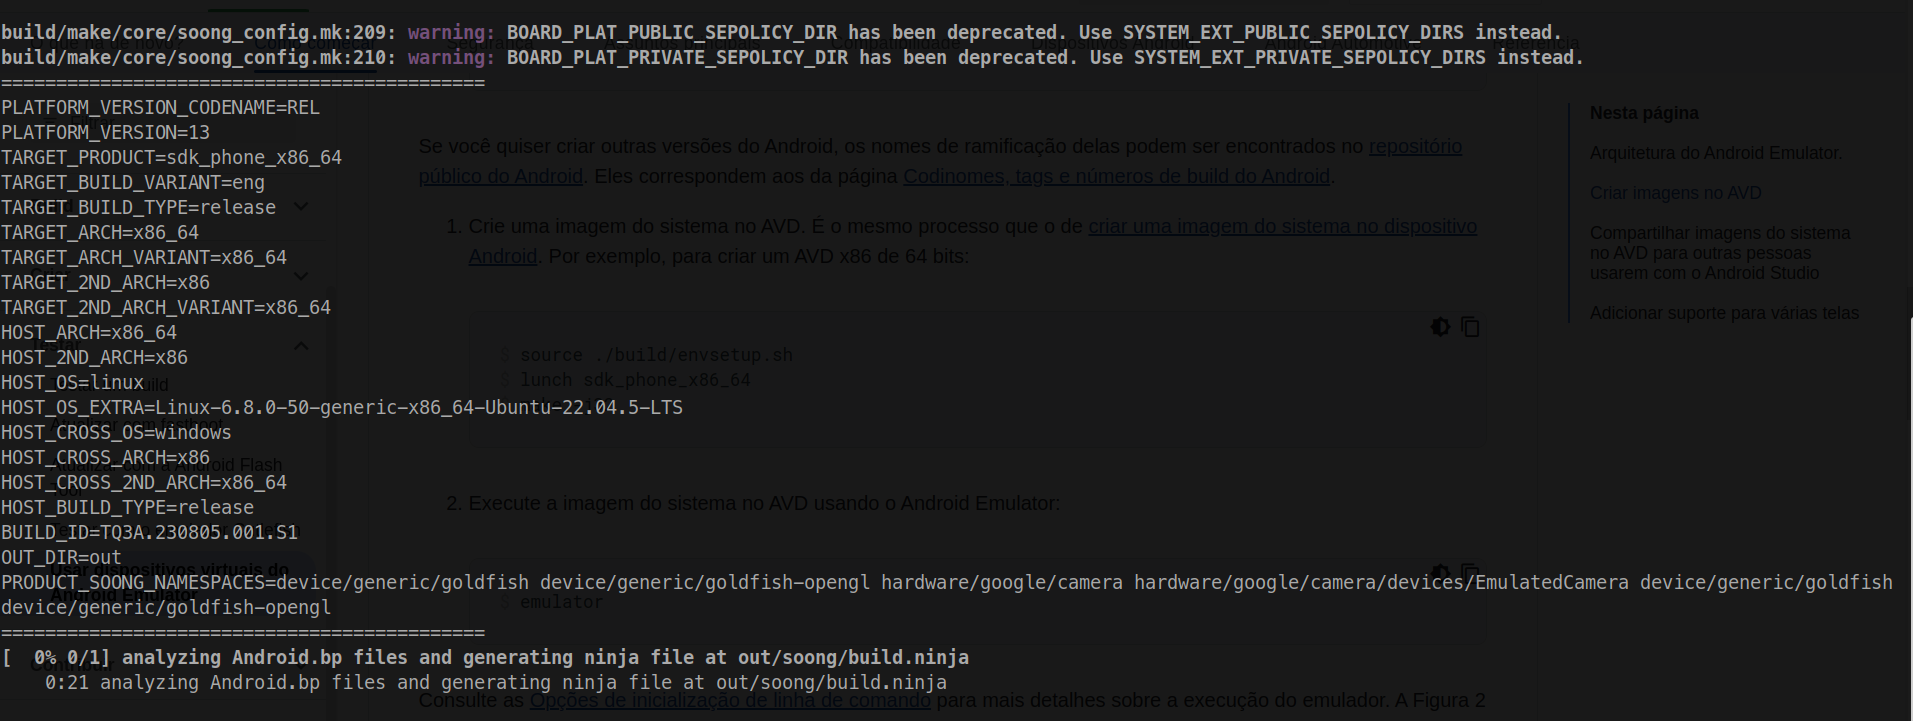 build/make/core/soong_config.mk:209: warning: BOARD_PLAT_PUBLIC_SEPOLICY_DIR has been deprecated. Use SYSTEM_EXT_PUBLIC_SEPOLICY_DIRS instead.
build/make/core/soong_config.mk:210: warning: BOARD_PLAT_PRIVATE_SEPOLICY_DIR has been deprecated. Use SYSTEM_EXT_PRIVATE_SEPOLICY_DIRS instead.
============================================
PLATFORM_VERSION_CODENAME=REL
PLATFORM_VERSION=13
TARGET_PRODUCT=sdk_phone_x86_64
TARGET_BUILD_VARIANT=eng
TARGET_BUILD_TYPE=release
TARGET_ARCH=x86_64
TARGET_ARCH_VARIANT=x86_64
TARGET_2ND_ARCH=x86
TARGET_2ND_ARCH_VARIANT=x86_64
HOST_ARCH=x86_64
HOST_2ND_ARCH=x86
HOST_OS=linux
HOST_OS_EXTRA=Linux-6.8.0-50-generic-x86_64-Ubuntu-22.04.5-LTS
HOST_CROSS_OS=windows
HOST_CROSS_ARCH=x86
HOST_CROSS_2ND_ARCH=x86_64
HOST_BUILD_TYPE=release
BUILD_ID=TQ3A.230805.001.S1
OUT_DIR=out
PRODUCT_SOONG_NAMESPACES=device/generic/goldfish device/generic/goldfish-opengl hardware/google/camera hardware/google/camera/devices/EmulatedCamera device/generic/goldfish
device/generic/goldfish-opengl
============================================
[  0% 0/1] analyzing Android.bp files and generating ninja file at out/soong/build.ninja
    0:21 analyzing Android.bp files and generating ninja file at out/soong/build.ninja
Se você quiser criar outras versões do Android, os nomes de ramificação delas podem ser encontrados no repositório
público do Android. Eles correspondem aos da página Codinomes, tags e números de build do Android.
1. Crie uma imagem do sistema no AVD. É o mesmo processo que o de criar uma imagem do sistema no dispositivo
Android. Por exemplo, para criar um AVD x86 de 64 bits:
$ source ./build/envsetup.sh
$ lunch sdk_phone_x86_64
2. Execute a imagem do sistema no AVD usando o Android Emulator:
$ emulator
Consulte as Opções de inicialização de linha de comando para mais detalhes sobre a execução do emulador. A Figura 2
Nesta página
Arquitetura do Android Emulator.
Criar imagens no AVD
Compartilhar imagens do sistema
no AVD para outras pessoas
usarem com o Android Studio
Adicionar suporte para várias telas
Testar
Atualizar com a Android Flash
Usar dispositivos virtuais do
Android Emulator